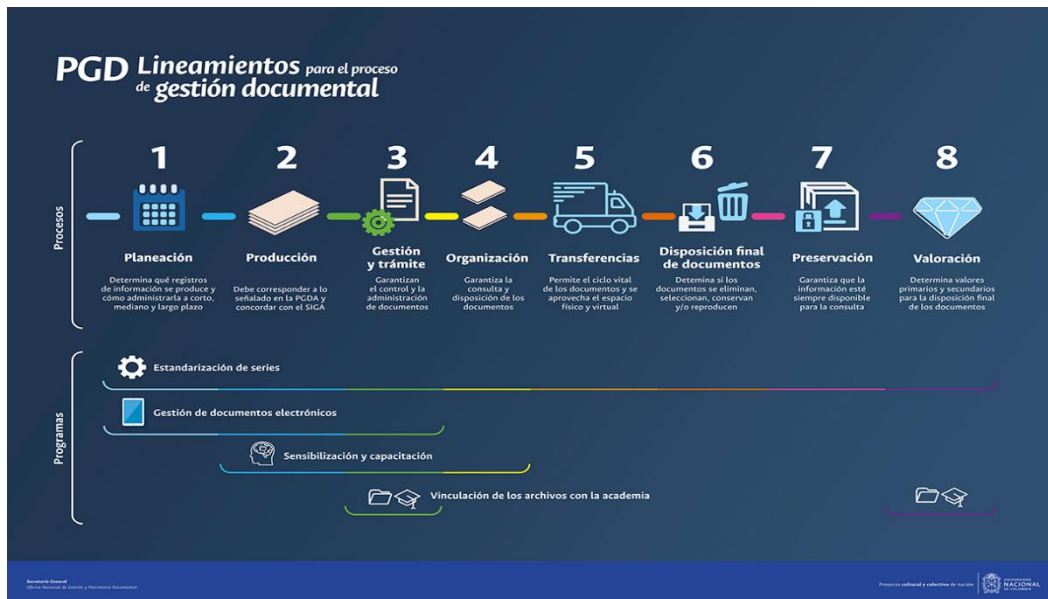 PGD Lineamientos para el proceso
de gestión documental
Procesos
1
Planeación
Determina qué registros
de información se produce y
cómo administrarla a corto,
mediano y largo plazo
2
Producción
Debe corresponder a lo
señalado en la PGDA y
concordar con el SIGA
3
Gestión
y trámite
Garantizan
el control y la
administración
de documentos
4
Organización
Garantiza la
consulta y
disposición de los
documentos
5
Transferencias
Permite el ciclo vital
de los documentos y se
aprovecha el espacio
físico y virtual
6
Disposición final
de documentos
Detemina si los
documentos se eliminan,
seleccionan, conservan
y/o reproducen
7
Preservación
Garantiza que la
información esté
siempre disponible
para la consulta
8
Valoración
Determina valores
primarios y secundarios
para la disposición final
de los documentos
Programas
Estandarización de series
Gestión de documentos electrónicos
Sensibilización y capacitación
Vinculación de los archivos con la academia
Secretaría General
Oficina Nacional de Gestión y Patrimonio Documental
Proyecto cultural y colectivo de nación
UNIVERSIDAD
NACIONAL
DE COLOMBIA